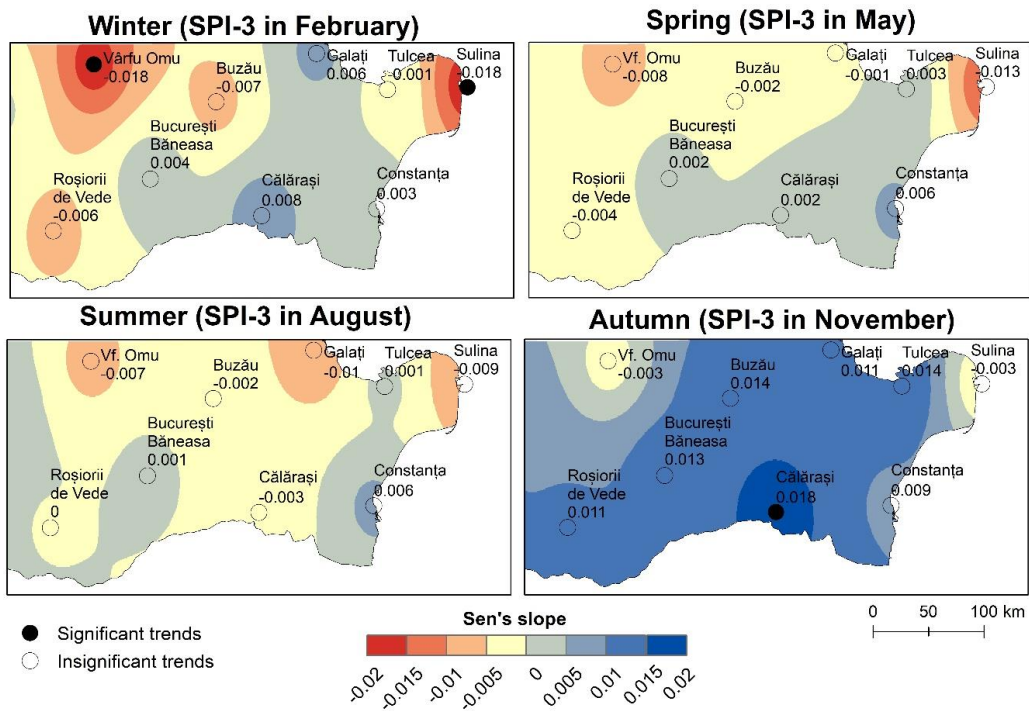 Winter (SPI-3 in February)
Vârfu Omu
-0.018
Buzău
-0.007
Galați
0.006
Tulcea
-0.001
Sulina
-0.018
București
Băneasa
0.004
Roșiorii
de Vede
-0.006
Călărași
0.008
Constanța
0.003
Spring (SPI-3 in May)
Vf. Omu
-0.008
Buzău
-0.002
Galați
-0.001
Tulcea
0.003
Sulina
-0.013
București
Băneasa
0.002
Roșiorii
de Vede
-0.004
Călărași
0.002
Constanța
0.006
Summer (SPI-3 in August)
Vf. Omu
-0.007
Buzău
-0.002
Galați
-0.01
Tulcea
0.001
Sulina
-0.009
București
Băneasa
0.001
Roșiorii
de Vede
0
Călărași
-0.003
Constanța
0.006
Autumn (SPI-3 in November)
Vf. Omu
-0.003
Buzău
0.014
Galați
0.011
Tulcea
0.014
Sulina
-0.003
București
Băneasa
0.013
Roșiorii
de Vede
0.011
Călărași
0.018
Constanța
0.009
Significant trends
Insignificant trends
Sen's slope
-0.02
-0.015
-0.01
-0.005
0
0.005
0.01
0.015
0.02
0 50 100 km